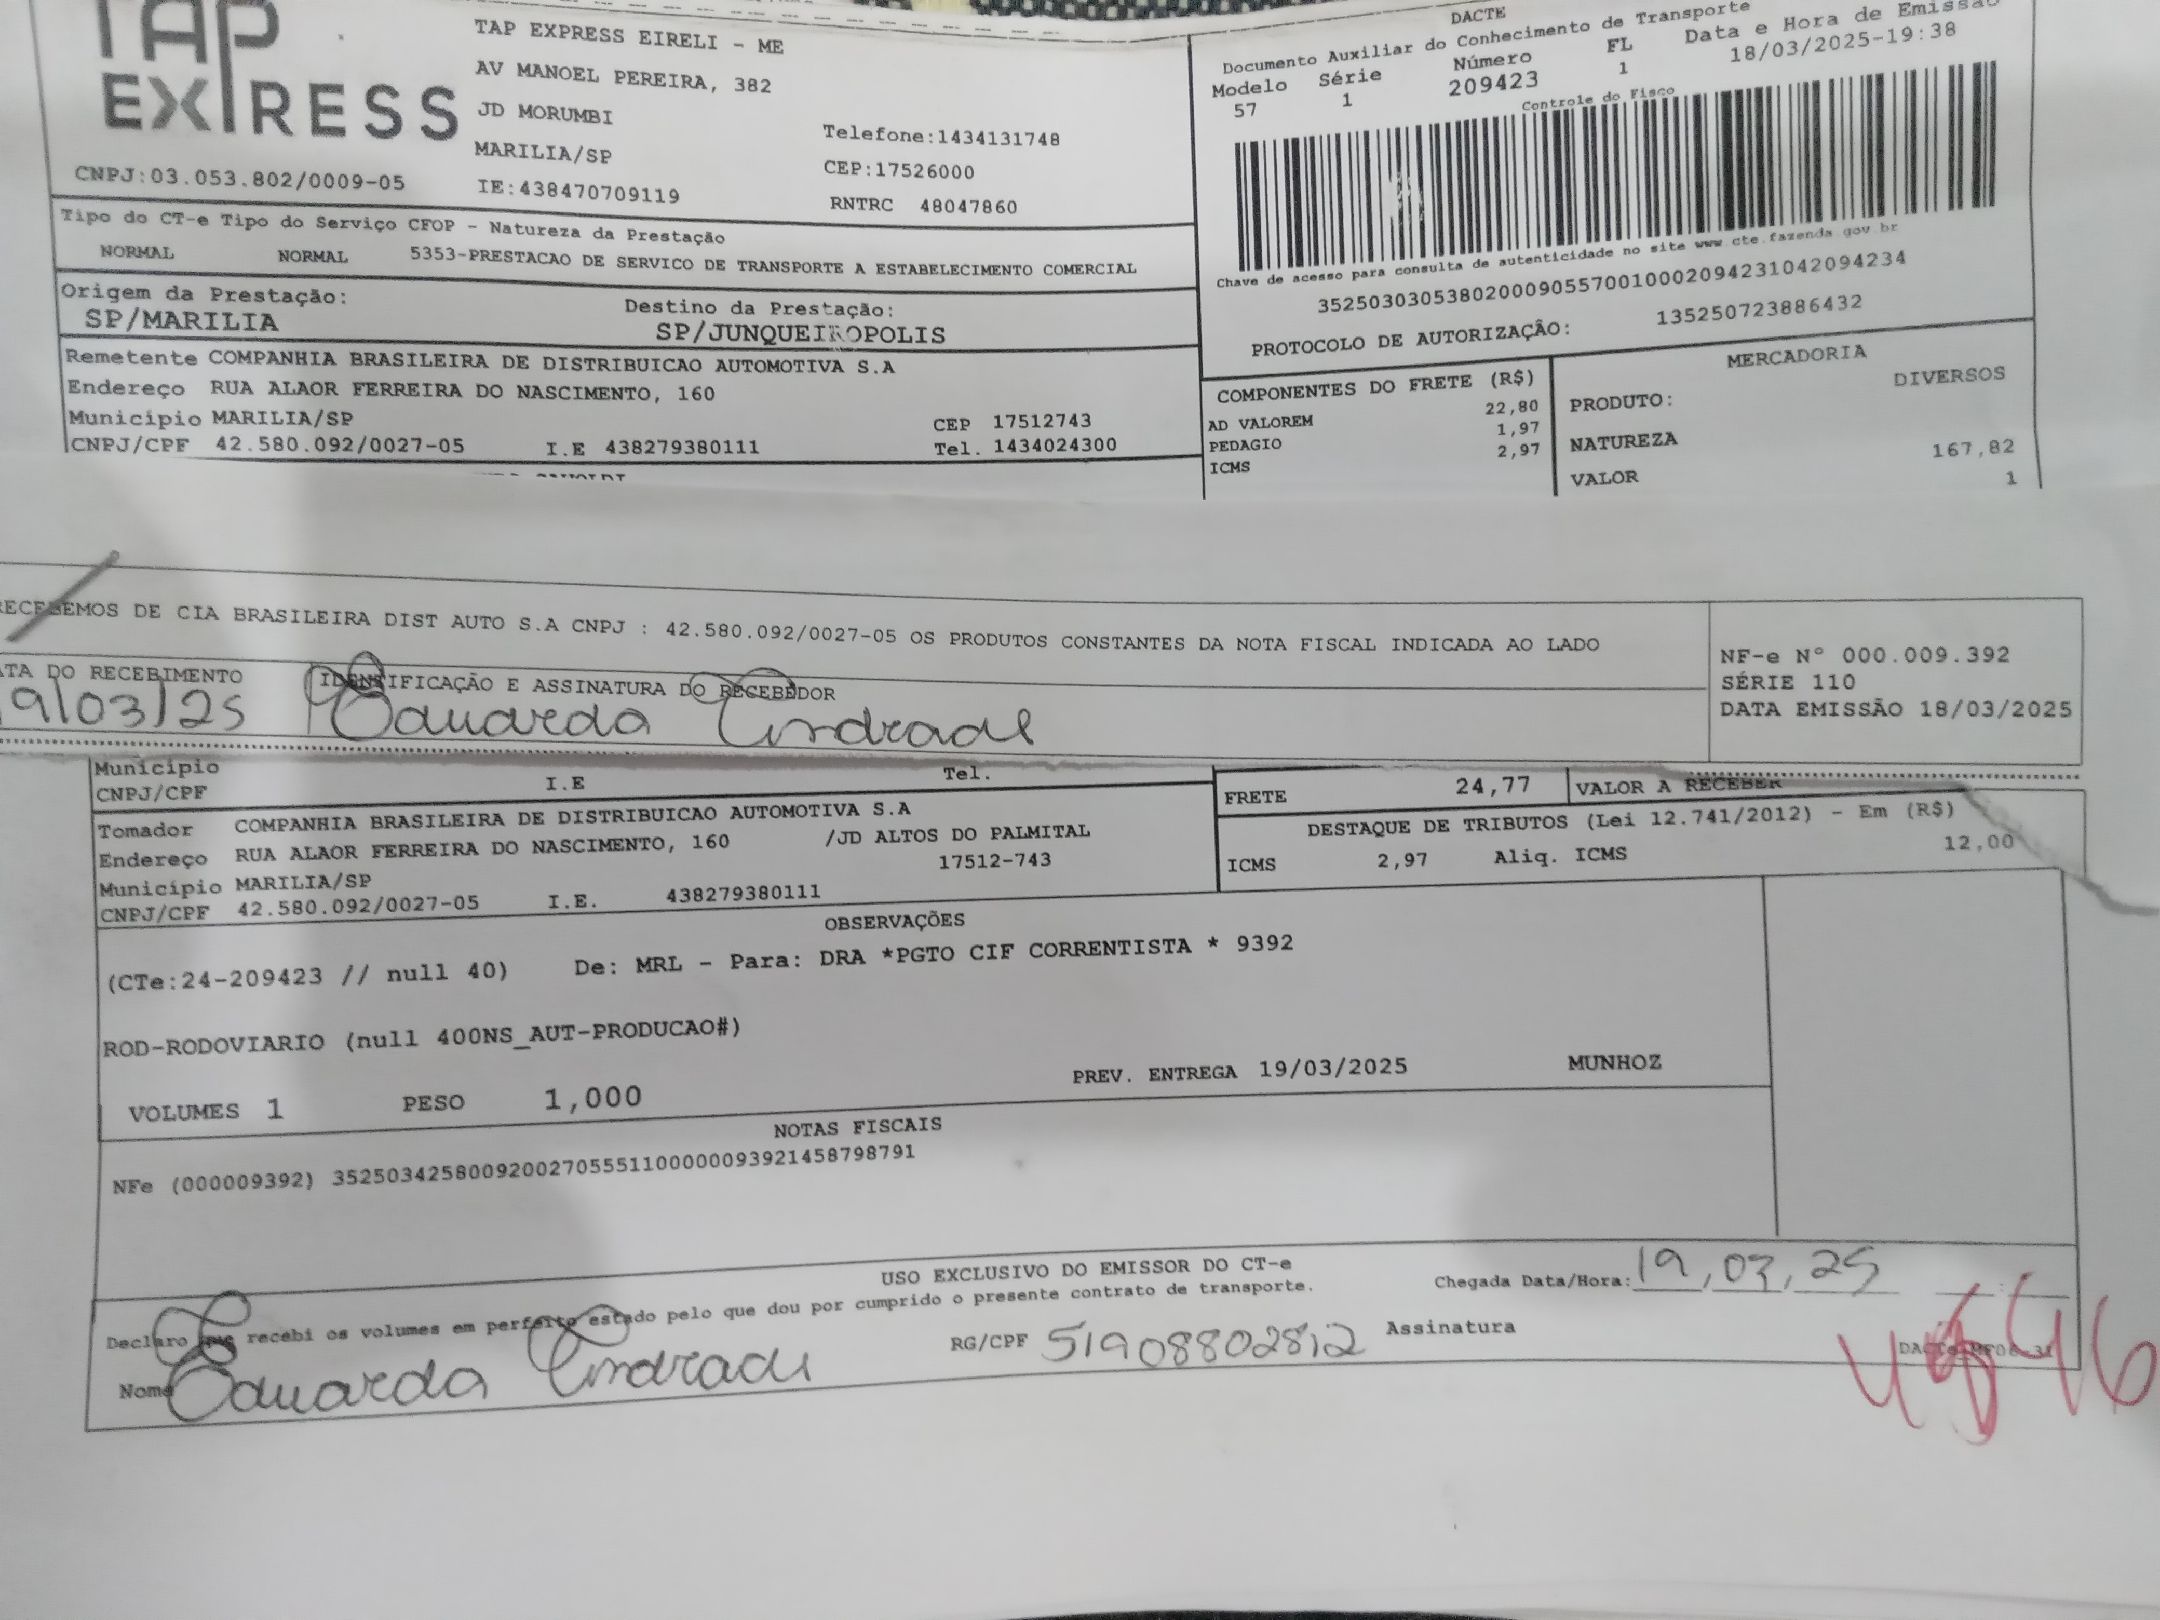 TAP
EXPRESS
TAP EXPRESS EIRELI - ME
AV MANOEL PEREIRA, 382
JD MORUMBI
MARILIA/SP
Telefone:1434131748
CEP:17526000
CNPJ:03.053.802/0009-05
IE:438470709119
RNTRC 48047860
DACTE
Documento Auxiliar do Conhecimento de Transporte
Modelo Série Número FL Data e Hora de Emissão
57 1 209423 1 18/03/2025-19:38
Controle do Fisco
Chave de acesso para consulta de autenticidade no site www.cte.fazenda.gov.br
35250303053802000905570010002094231042094234
PROTOCOLO DE AUTORIZAÇÃO: 135250723886432
Tipo do CT-e Tipo do Serviço CFOP - Natureza da Prestação
NORMAL NORMAL 5353-PRESTACAO DE SERVICO DE TRANSPORTE A ESTABELECIMENTO COMERCIAL
Origem da Prestação: Destino da Prestação:
SP/MARILIA SP/JUNQUEIROPOLIS
Remetente COMPANHIA BRASILEIRA DE DISTRIBUICAO AUTOMOTIVA S.A
Endereço RUA ALAOR FERREIRA DO NASCIMENTO, 160
Município MARILIA/SP CEP 17512743
CNPJ/CPF 42.580.092/0027-05 I.E 438279380111 Tel. 1434024300
COMPONENTES DO FRETE (R$)
AD VALOREM 22,80
PEDAGIO 1,97
ICMS 2,97
MERCADORIA
PRODUTO: DIVERSOS
NATUREZA
VALOR 167,82
1
RECEBEMOS DE CIA BRASILEIRA DIST AUTO S.A CNPJ : 42.580.092/0027-05 OS PRODUTOS CONSTANTES DA NOTA FISCAL INDICADA AO LADO
ATA DO RECEBIMENTO IDENTIFICAÇÃO E ASSINATURA DO RECEBEDOR
9/03/25 Eduarda Andrade
NF-e Nº 000.009.392
SÉRIE 110
DATA EMISSÃO 18/03/2025
Município
CNPJ/CPF I.E Tel.
FRETE 24,77 VALOR A RECEBER
Tomador COMPANHIA BRASILEIRA DE DISTRIBUICAO AUTOMOTIVA S.A
Endereço RUA ALAOR FERREIRA DO NASCIMENTO, 160 /JD ALTOS DO PALMITAL
Município MARILIA/SP 17512-743
CNPJ/CPF 42.580.092/0027-05 I.E. 438279380111
DESTAQUE DE TRIBUTOS (Lei 12.741/2012) - Em (R$)
ICMS 2,97 Aliq. ICMS 12,00
OBSERVAÇÕES
(CTe:24-209423 // null 40) De: MRL - Para: DRA *PGTO CIF CORRENTISTA * 9392
ROD-RODOVIARIO (null 400NS_AUT-PRODUCAO#)
PREV. ENTREGA 19/03/2025 MUNHOZ
VOLUMES 1 PESO 1,000
NOTAS FISCAIS
NFe (000009392) 35250342580092002705551100000093921458798791
USO EXCLUSIVO DO EMISSOR DO CT-e
Declaro que recebi os volumes em perfeito estado pelo que dou por cumprido o presente contrato de transporte.
Chegada Data/Hora: 19,03,25
Nome Eduarda Andrade
RG/CPF 51908802812 Assinatura